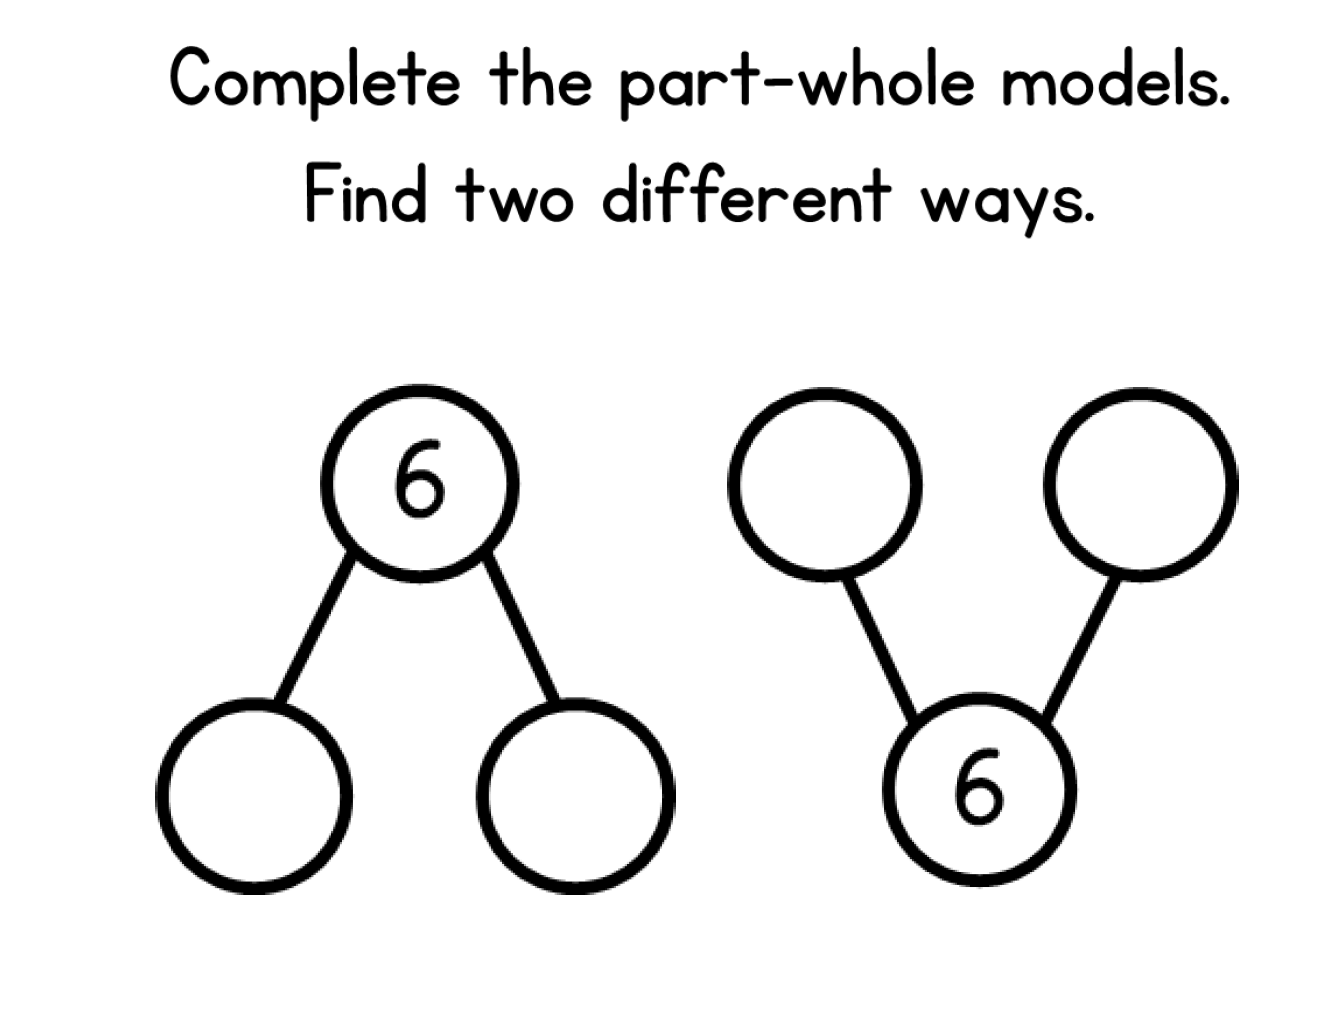 Complete the part-whole models.
Find two different ways.
6
6